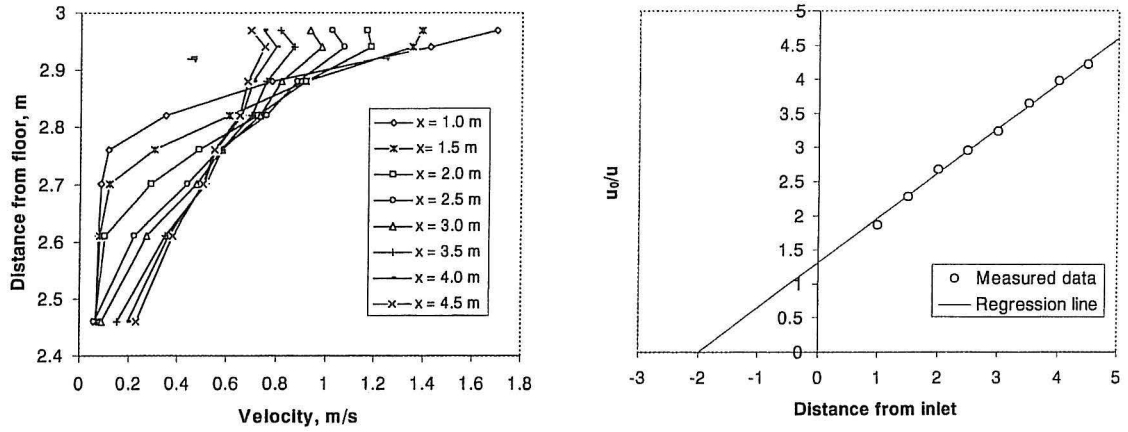 3
2.9
2.8
2.7
2.6
2.5
2.4
Distance from floor, m
0
0.2
0.4
0.6
0.8
1
1.2
1.4
1.6
1.8
Velocity, m/s
x = 1.0 m
x= 1.5 m
x = 2.0 m
x = 2.5 m
x = 3.0 m
x = 3.5 m
x = 4.0 m
x = 4.5 m
5
4.5
4
3.5
3
2.5
2
1.5
1
0.5
0
u₀/u
-3
-2
-1
0
1
2
3
4
5
Distance from inlet
Measured data
Regression line